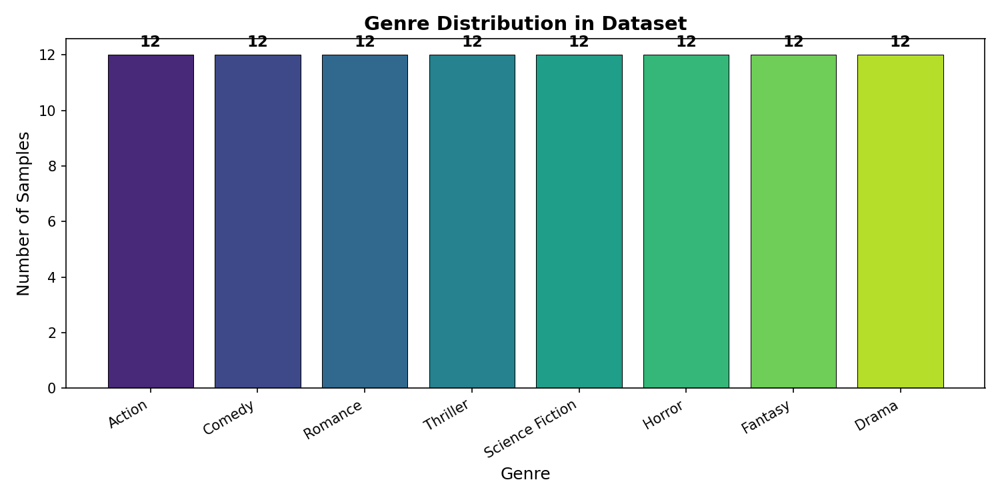 Genre Distribution in Dataset
12 12 12 12 12 12 12 12
12
10
8
6
4
2
0
Number of Samples
Action Comedy Romance Thriller Science Fiction Horror Fantasy Drama
Genre